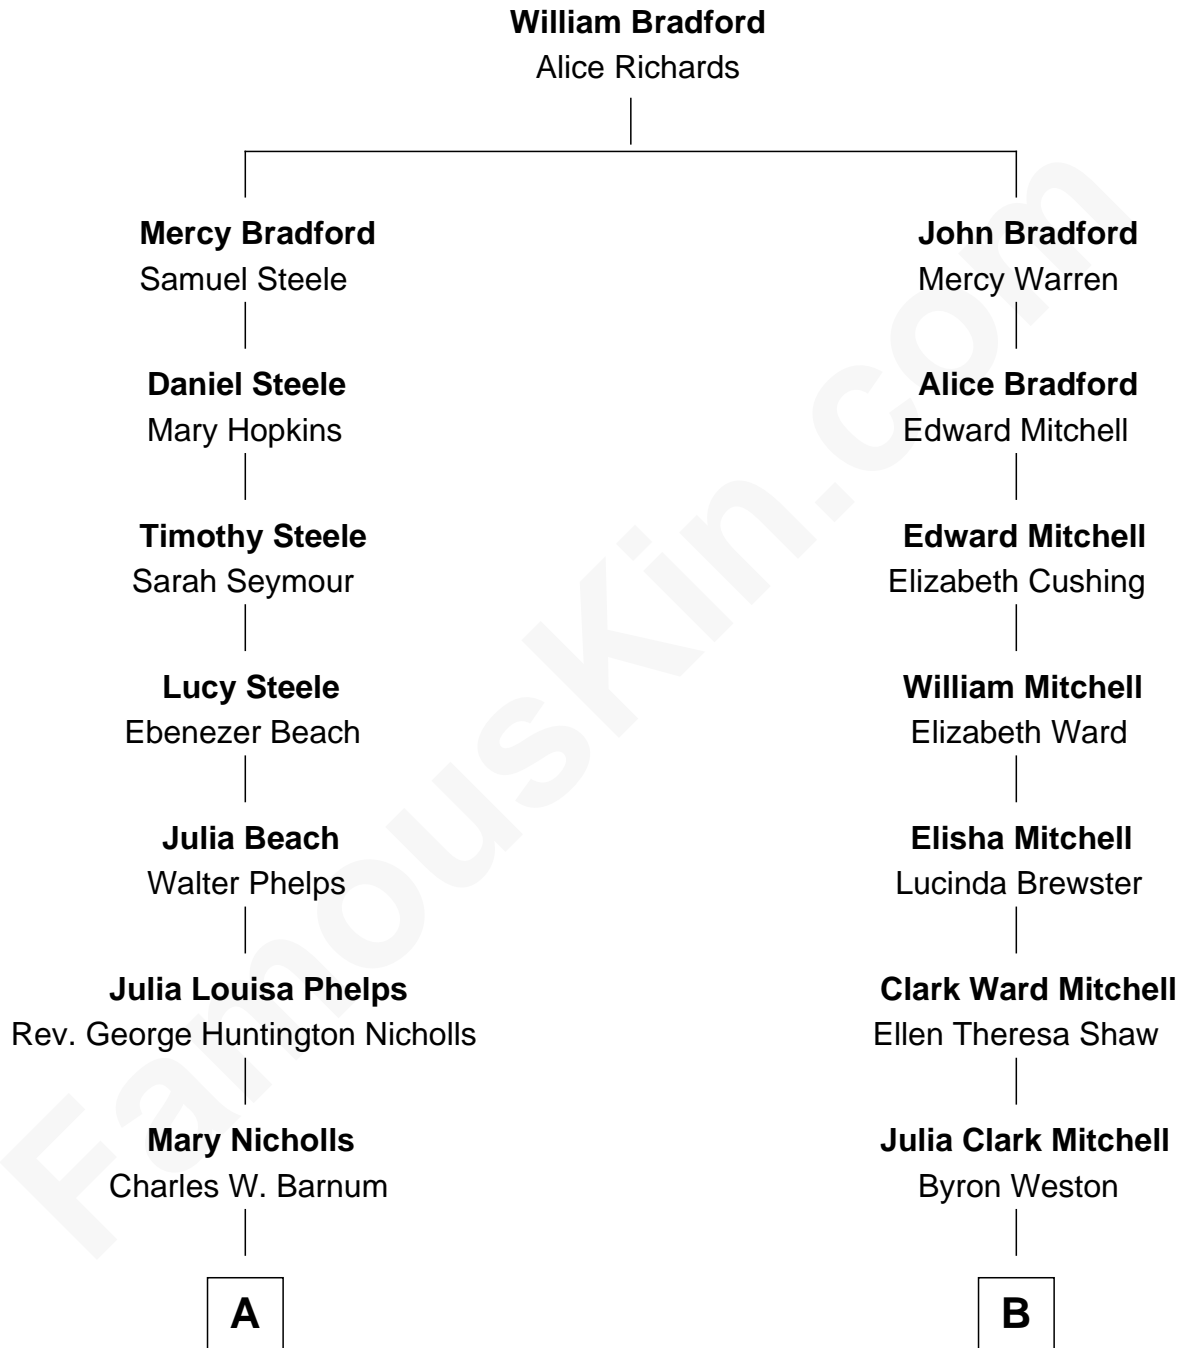 William Bradford
Alice Richards
Mercy Bradford
Samuel Steele
John Bradford
Mercy Warren
Daniel Steele
Mary Hopkins
Alice Bradford
Edward Mitchell
Timothy Steele
Sarah Seymour
Edward Mitchell
Elizabeth Cushing
Lucy Steele
Ebenezer Beach
William Mitchell
Elizabeth Ward
Julia Beach
Walter Phelps
Elisha Mitchell
Lucinda Brewster
Julia Louisa Phelps
Rev. George Huntington Nicholls
Clark Ward Mitchell
Ellen Theresa Shaw
Mary Nicholls
Charles W. Barnum
Julia Clark Mitchell
Byron Weston
A
B
FamousKin.com